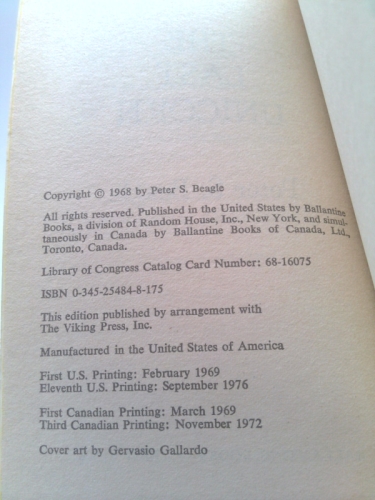 Copyright © 1968 by Peter S. Beagle
All rights reserved. Published in the United States by Ballantine
Books, a division of Random House, Inc., New York, and simul-
taneously in Canada by Ballantine Books of Canada, Ltd.,
Toronto, Canada.
Library of Congress Catalog Card Number: 68-16075
ISBN 0-345-25484-8-175
This edition published by arrangement with
The Viking Press, Inc.
Manufactured in the United States of America
First U.S. Printing: February 1969
Eleventh U.S. Printing: September 1976
First Canadian Printing: March 1969
Third Canadian Printing: November 1972
Cover art by Gervasio Gallardo